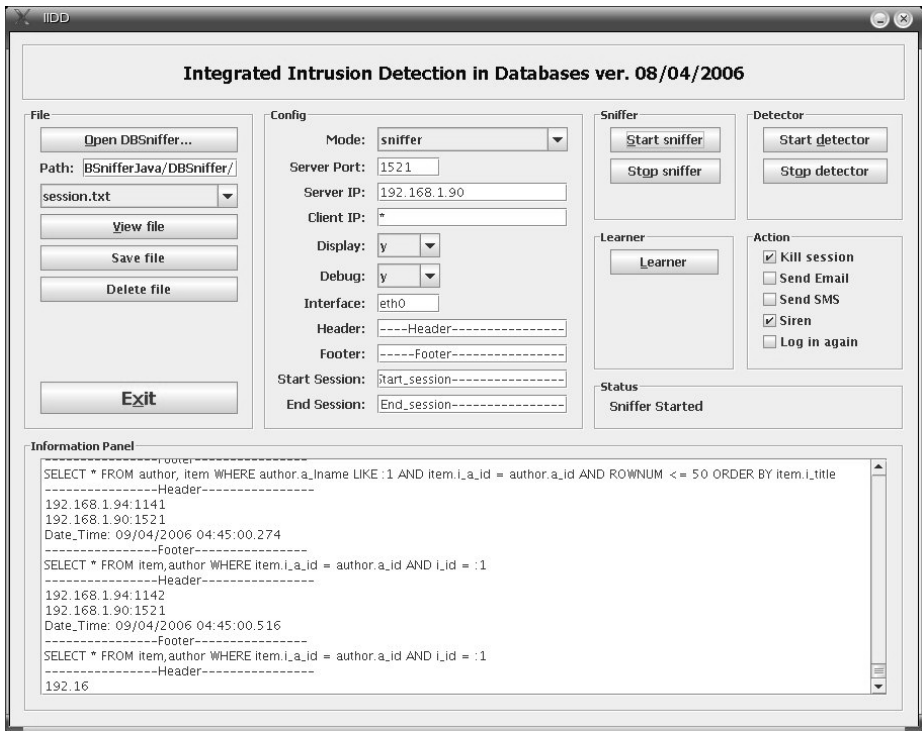 IIDD
Integrated Intrusion Detection in Databases ver. 08/04/2006
File
Open DBSniffer...
Path: BSnifferJava/DBSniffer/
session.txt
View file
Save file
Delete file
Exit
Config
Mode: sniffer
Server Port: 1521
Server IP: 192.168.1.90
Client IP: *
Display: y
Debug: y
Interface: eth0
Header: ----Header----------------
Footer: -----Footer----------------
Start Session: Start_session----------------
End Session: End_session----------------
Sniffer
Start sniffer
Stop sniffer
Detector
Start detector
Stop detector
Learner
Learner
Action
Kill session
Send Email
Send SMS
Siren
Log in again
Status
Sniffer Started
Information Panel
----------------Footer----------------
SELECT * FROM author, item WHERE author.a_lname LIKE :1 AND item.i_a_id = author.a_id AND ROWNUM <= 50 ORDER BY item.i_title
----------------Header----------------
192.168.1.94:1141
192.168.1.90:1521
Date_Time: 09/04/2006 04:45:00.274
----------------Footer----------------
SELECT * FROM item,author WHERE item.i_a_id = author.a_id AND i_id = :1
----------------Header----------------
192.168.1.94:1142
192.168.1.90:1521
Date_Time: 09/04/2006 04:45:00.516
----------------Footer----------------
SELECT * FROM item,author WHERE item.i_a_id = author.a_id AND i_id = :1
----------------Header----------------
192.16